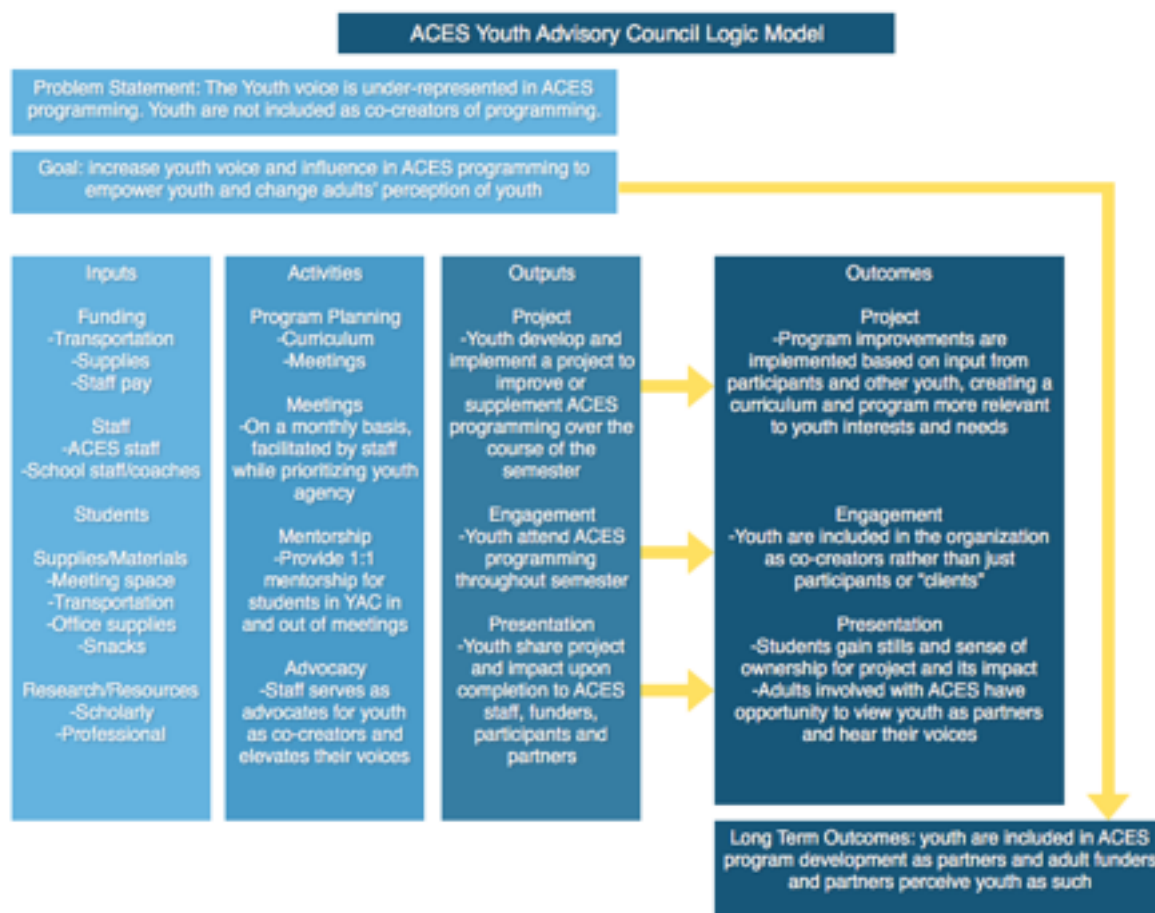 ACES Youth Advisory Council Logic Model
Problem Statement: The Youth voice is under-represented in ACES
programming. Youth are not included as co-creators of programming.
Goal: increase youth voice and influence in ACES programming to
empower youth and change adults' perception of youth
Inputs
Funding
-Transportation
-Supplies
-Staff pay
Staff
-ACES staff
-School staff/coaches
Students
Supplies/Materials
-Meeting space
-Transportation
-Office supplies
-Snacks
Research/Resources
-Scholarly
-Professional
Activities
Program Planning
-Curriculum
-Meetings
Meetings
-On a monthly basis,
facilitated by staff
while prioritizing youth
agency
Mentorship
-Provide 1:1
mentorship for
students in YAC in
and out of meetings
Advocacy
-Staff serves as
advocates for youth
as co-creators and
elevates their voices
Outputs
Project
-Youth develop and
implement a project to
improve or
supplement ACES
programming over the
course of the
semester
Engagement
-Youth attend ACES
programming
throughout semester
Presentation
-Youth share project
and impact upon
completion to ACES
staff, funders,
participants and
partners
Outcomes
Project
-Program improvements are
implemented based on input from
participants and other youth, creating a
curriculum and program more relevant
to youth interests and needs
Engagement
-Youth are included in the organization
as co-creators rather than just
participants or "clients"
Presentation
-Students gain stills and sense of
ownership for project and its impact
-Adults involved with ACES have
opportunity to view youth as partners
and hear their voices
Long Term Outcomes: youth are included in ACES
program development as partners and adult funders
and partners perceive youth as such